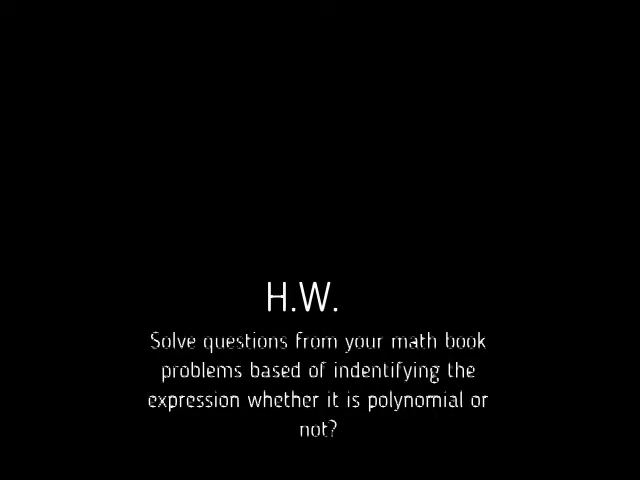 H.W.
Solve questions from your math book
problems based of indentifying the
expression whether it is polynomial or
not?